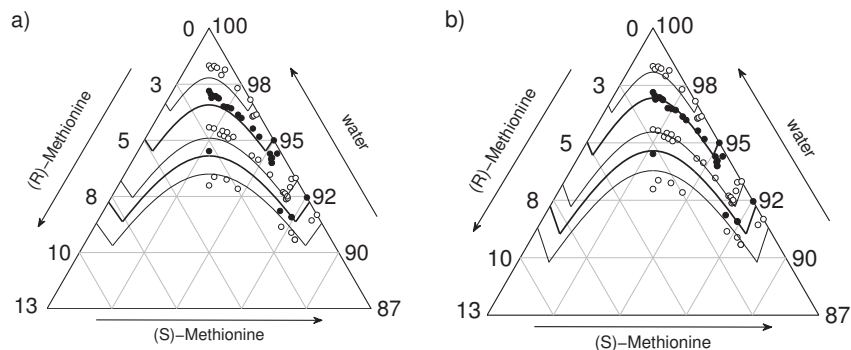 a)
0 100
3 98
5 95
8 92
10 90
13 87
(R)−Methionine
water
(S)−Methionine
b)
0 100
3 98
5 95
8 92
10 90
13 87
(R)−Methionine
water
(S)−Methionine